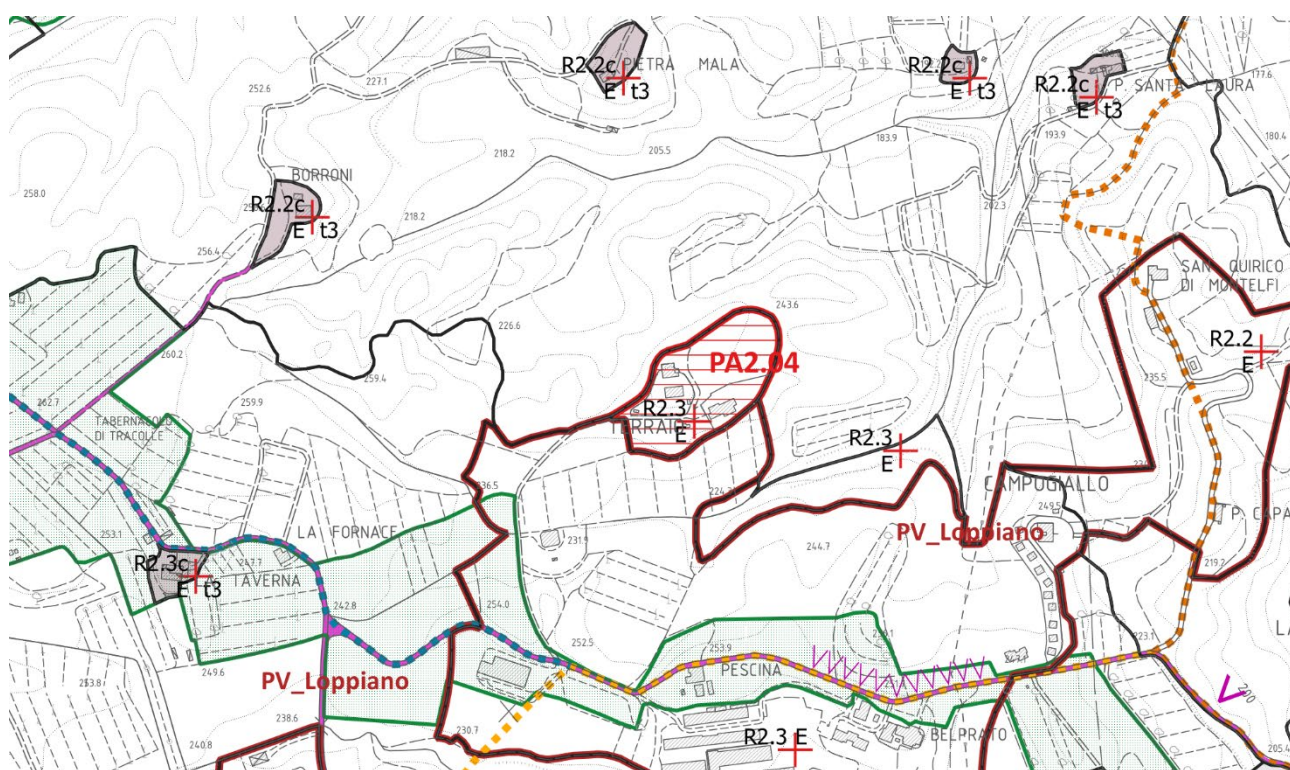 R2.2c
PIETRA MALA
E t3
227.1
252.6
R2.2c
E t3
R2.2c
P. SANTA LAURA
E t3
177.6
180.4
183.9
193.9
205.5
218.2
258.0
BORRONI
R2.2c
E t3
218.2
202.3
256.4
SAN QUIRICO
DI MONTELFI
226.6
243.6
R2.2
E
PA2.04
260.2
259.4
235.5
262.7
259.9
TABERNACOLO
DI TRACOLLE
R2.3
TERRAIO
E
R2.3
E
236.5
CAMPOGIALLO
249.5
P. CAPA
253.1
LA FORNACE
231.9
244.7
PV_Loppiano
219.2
R2.3c
E t3
247.7
TAVERNA
242.8
254.0
249.6
252.5
253.9
PESCINA
223.1
LA
253.8
PV_Loppiano
238.6
230.7
240.8
R2.3 E
BELPRATO
200
205.4